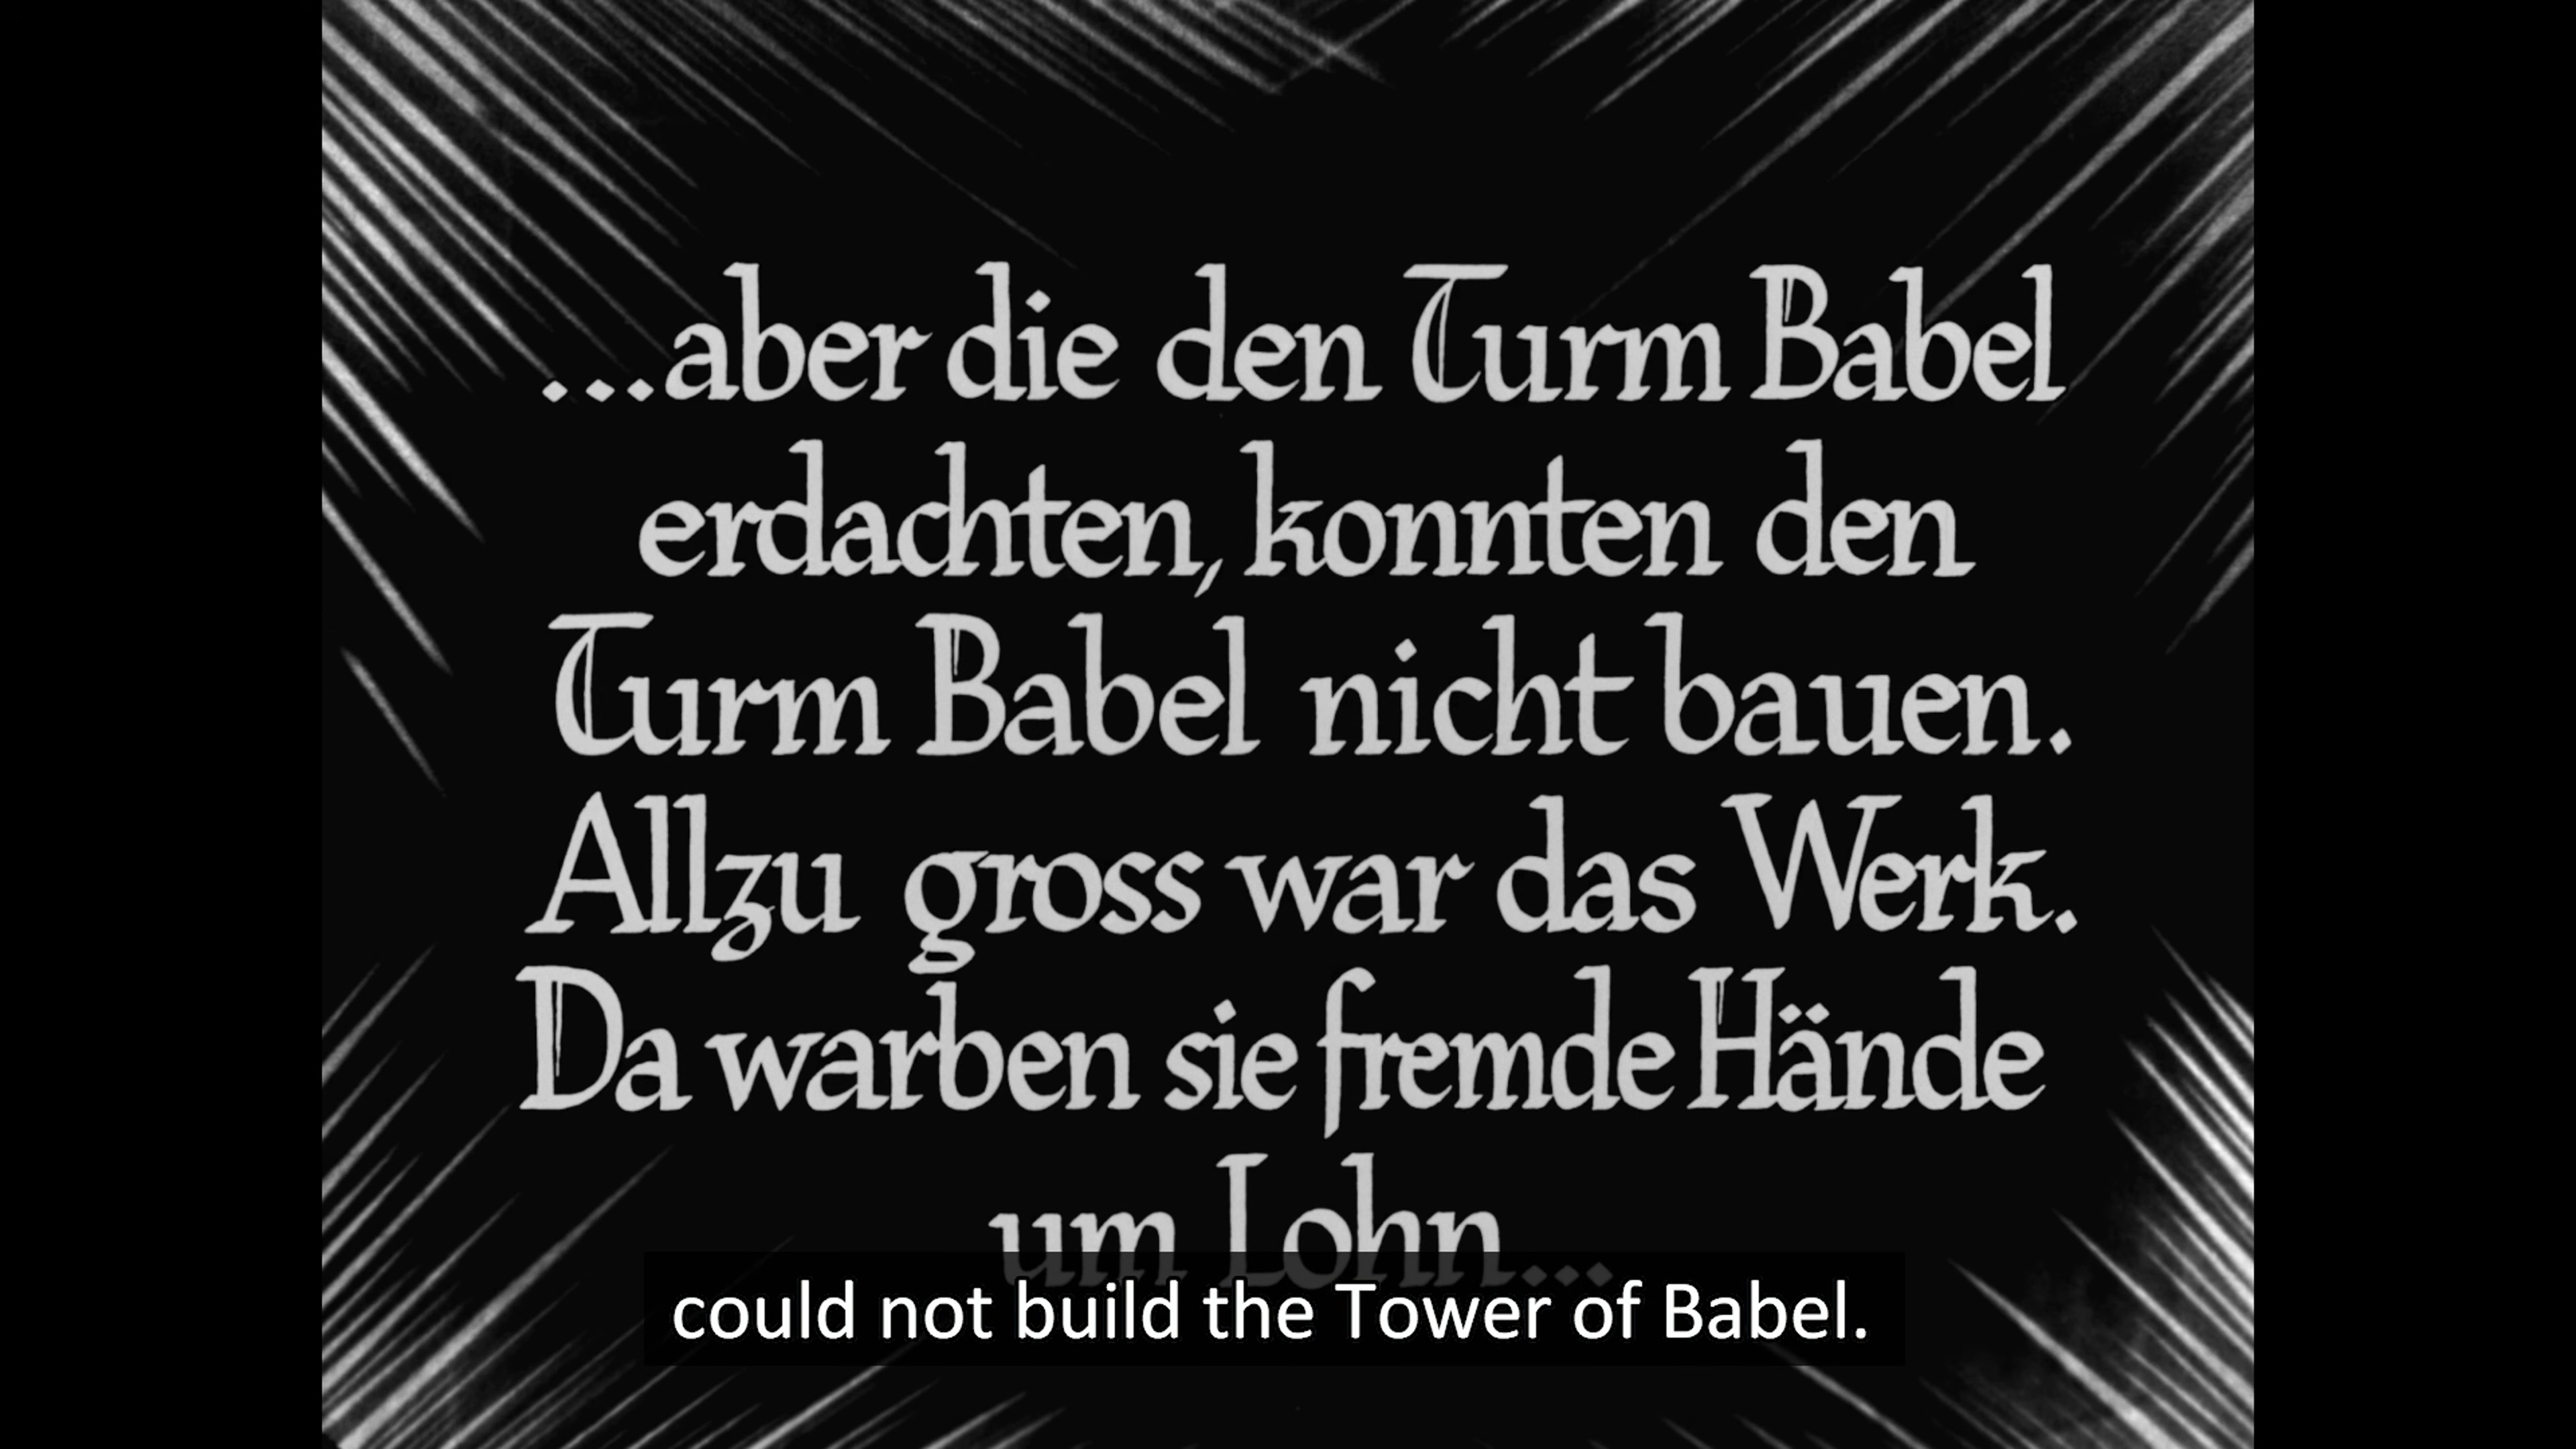 ...aber die den Turm Babel
erdachten, konnten den
Turm Babel nicht bauen.
Allzu gross war das Werk.
Da warben sie fremde Hände
um Lohn...
could not build the Tower of Babel.